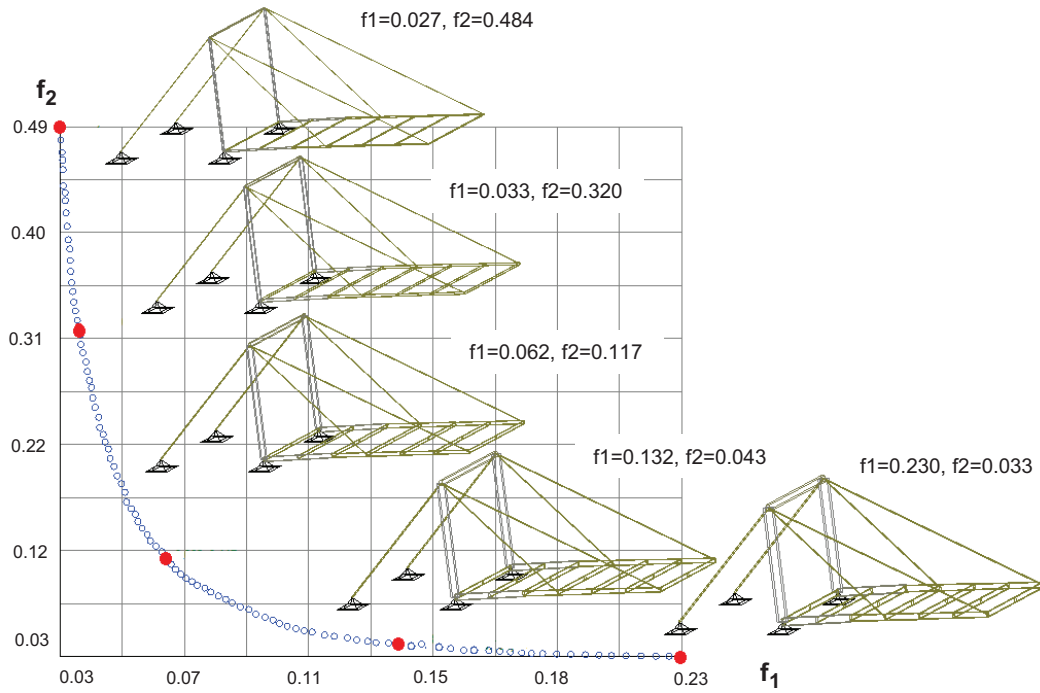 f1=0.027, f2=0.484
f2
0.49
f1=0.033, f2=0.320
0.40
0.31
f1=0.062, f2=0.117
0.22
f1=0.132, f2=0.043
f1=0.230, f2=0.033
0.12
0.03
0.03 0.07 0.11 0.15 0.18 0.23 f1